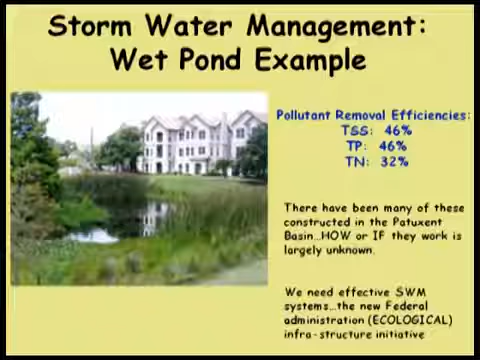 Storm Water Management:
Wet Pond Example
Pollutant Removal Efficiencies:
TSS: 46%
TP: 46%
TN: 32%
There have been many of these
constructed in the Patuxent
Basin...HOW or IF they work is
largely unknown.
We need effective SWM
systems...the new Federal
administration (ECOLOGICAL)
infra-structure initiative